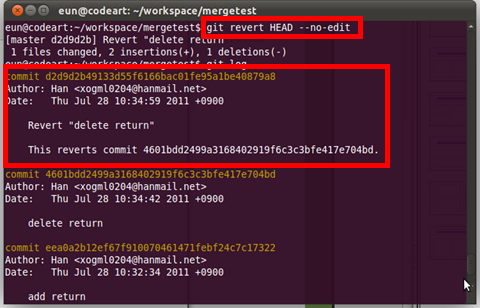 eun@codeart: ~/workspace/mergetest
eun@codeart:~/workspace/mergetest$ git revert HEAD --no-edit
[master d2d9d2b] Revert "delete return"
1 files changed, 2 insertions(+), 1 deletions(-)
eun@codeart:~/workspace/mergetest$ git log
commit d2d9d2b49133d55f6166bac01fe95a1be40879a8
Author: Han <xogml0204@hanmail.net>
Date: Thu Jul 28 10:34:59 2011 +0900
Revert "delete return"
This reverts commit 4601bdd2499a3168402919f6c3c3bfe417e704bd.
commit 4601bdd2499a3168402919f6c3c3bfe417e704bd
Author: Han <xogml0204@hanmail.net>
Date: Thu Jul 28 10:34:42 2011 +0900
delete return
commit eea0a2b12ef67f910070461471febf24c7c17322
Author: Han <xogml0204@hanmail.net>
Date: Thu Jul 28 10:32:34 2011 +0900
add return